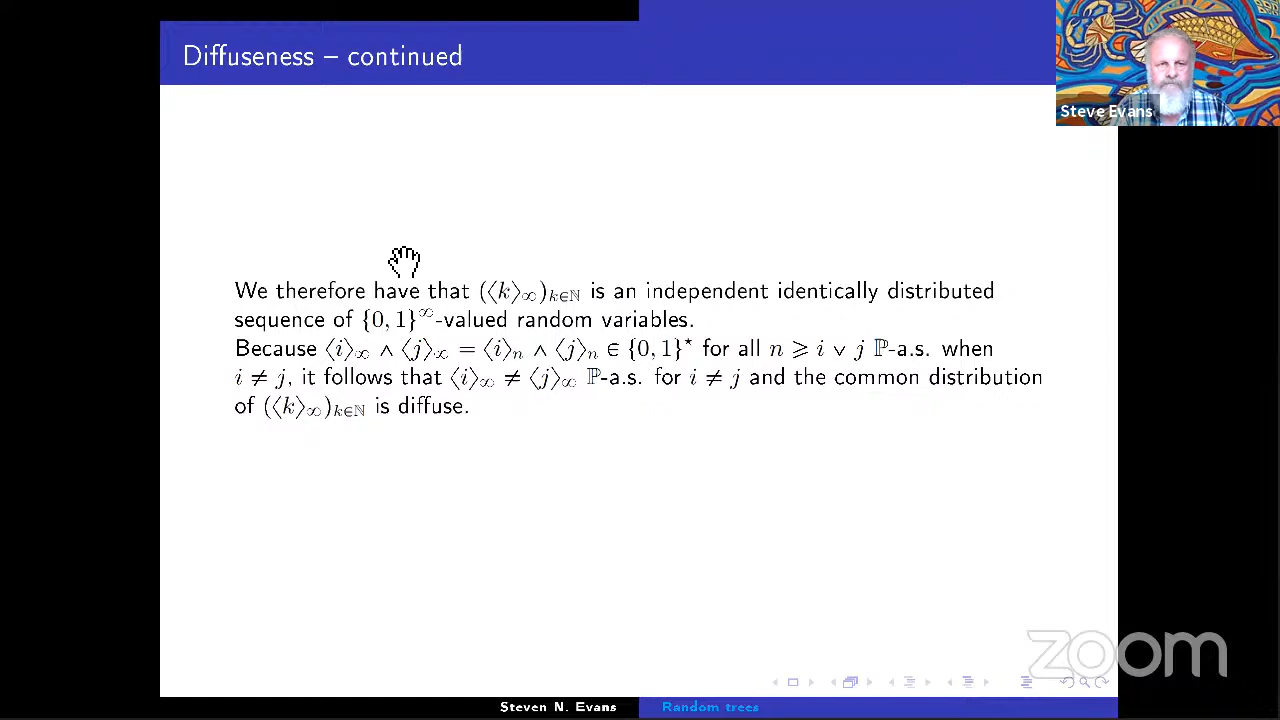 Diffuseness – continued
Steve Evans
We therefore have that (⟨k⟩∞)k∈ℕ is an independent identically distributed
sequence of {0, 1}^∞-valued random variables.
Because ⟨i⟩∞ ∧ ⟨j⟩∞ = ⟨i⟩n ∧ ⟨j⟩n ∈ {0, 1}⋆ for all n ⩾ i ∨ j ℙ-a.s. when
i ≠ j, it follows that ⟨i⟩∞ ≠ ⟨j⟩∞ ℙ-a.s. for i ≠ j and the common distribution
of (⟨k⟩∞)k∈ℕ is diffuse.
zoom
Steven N. Evans
Random trees